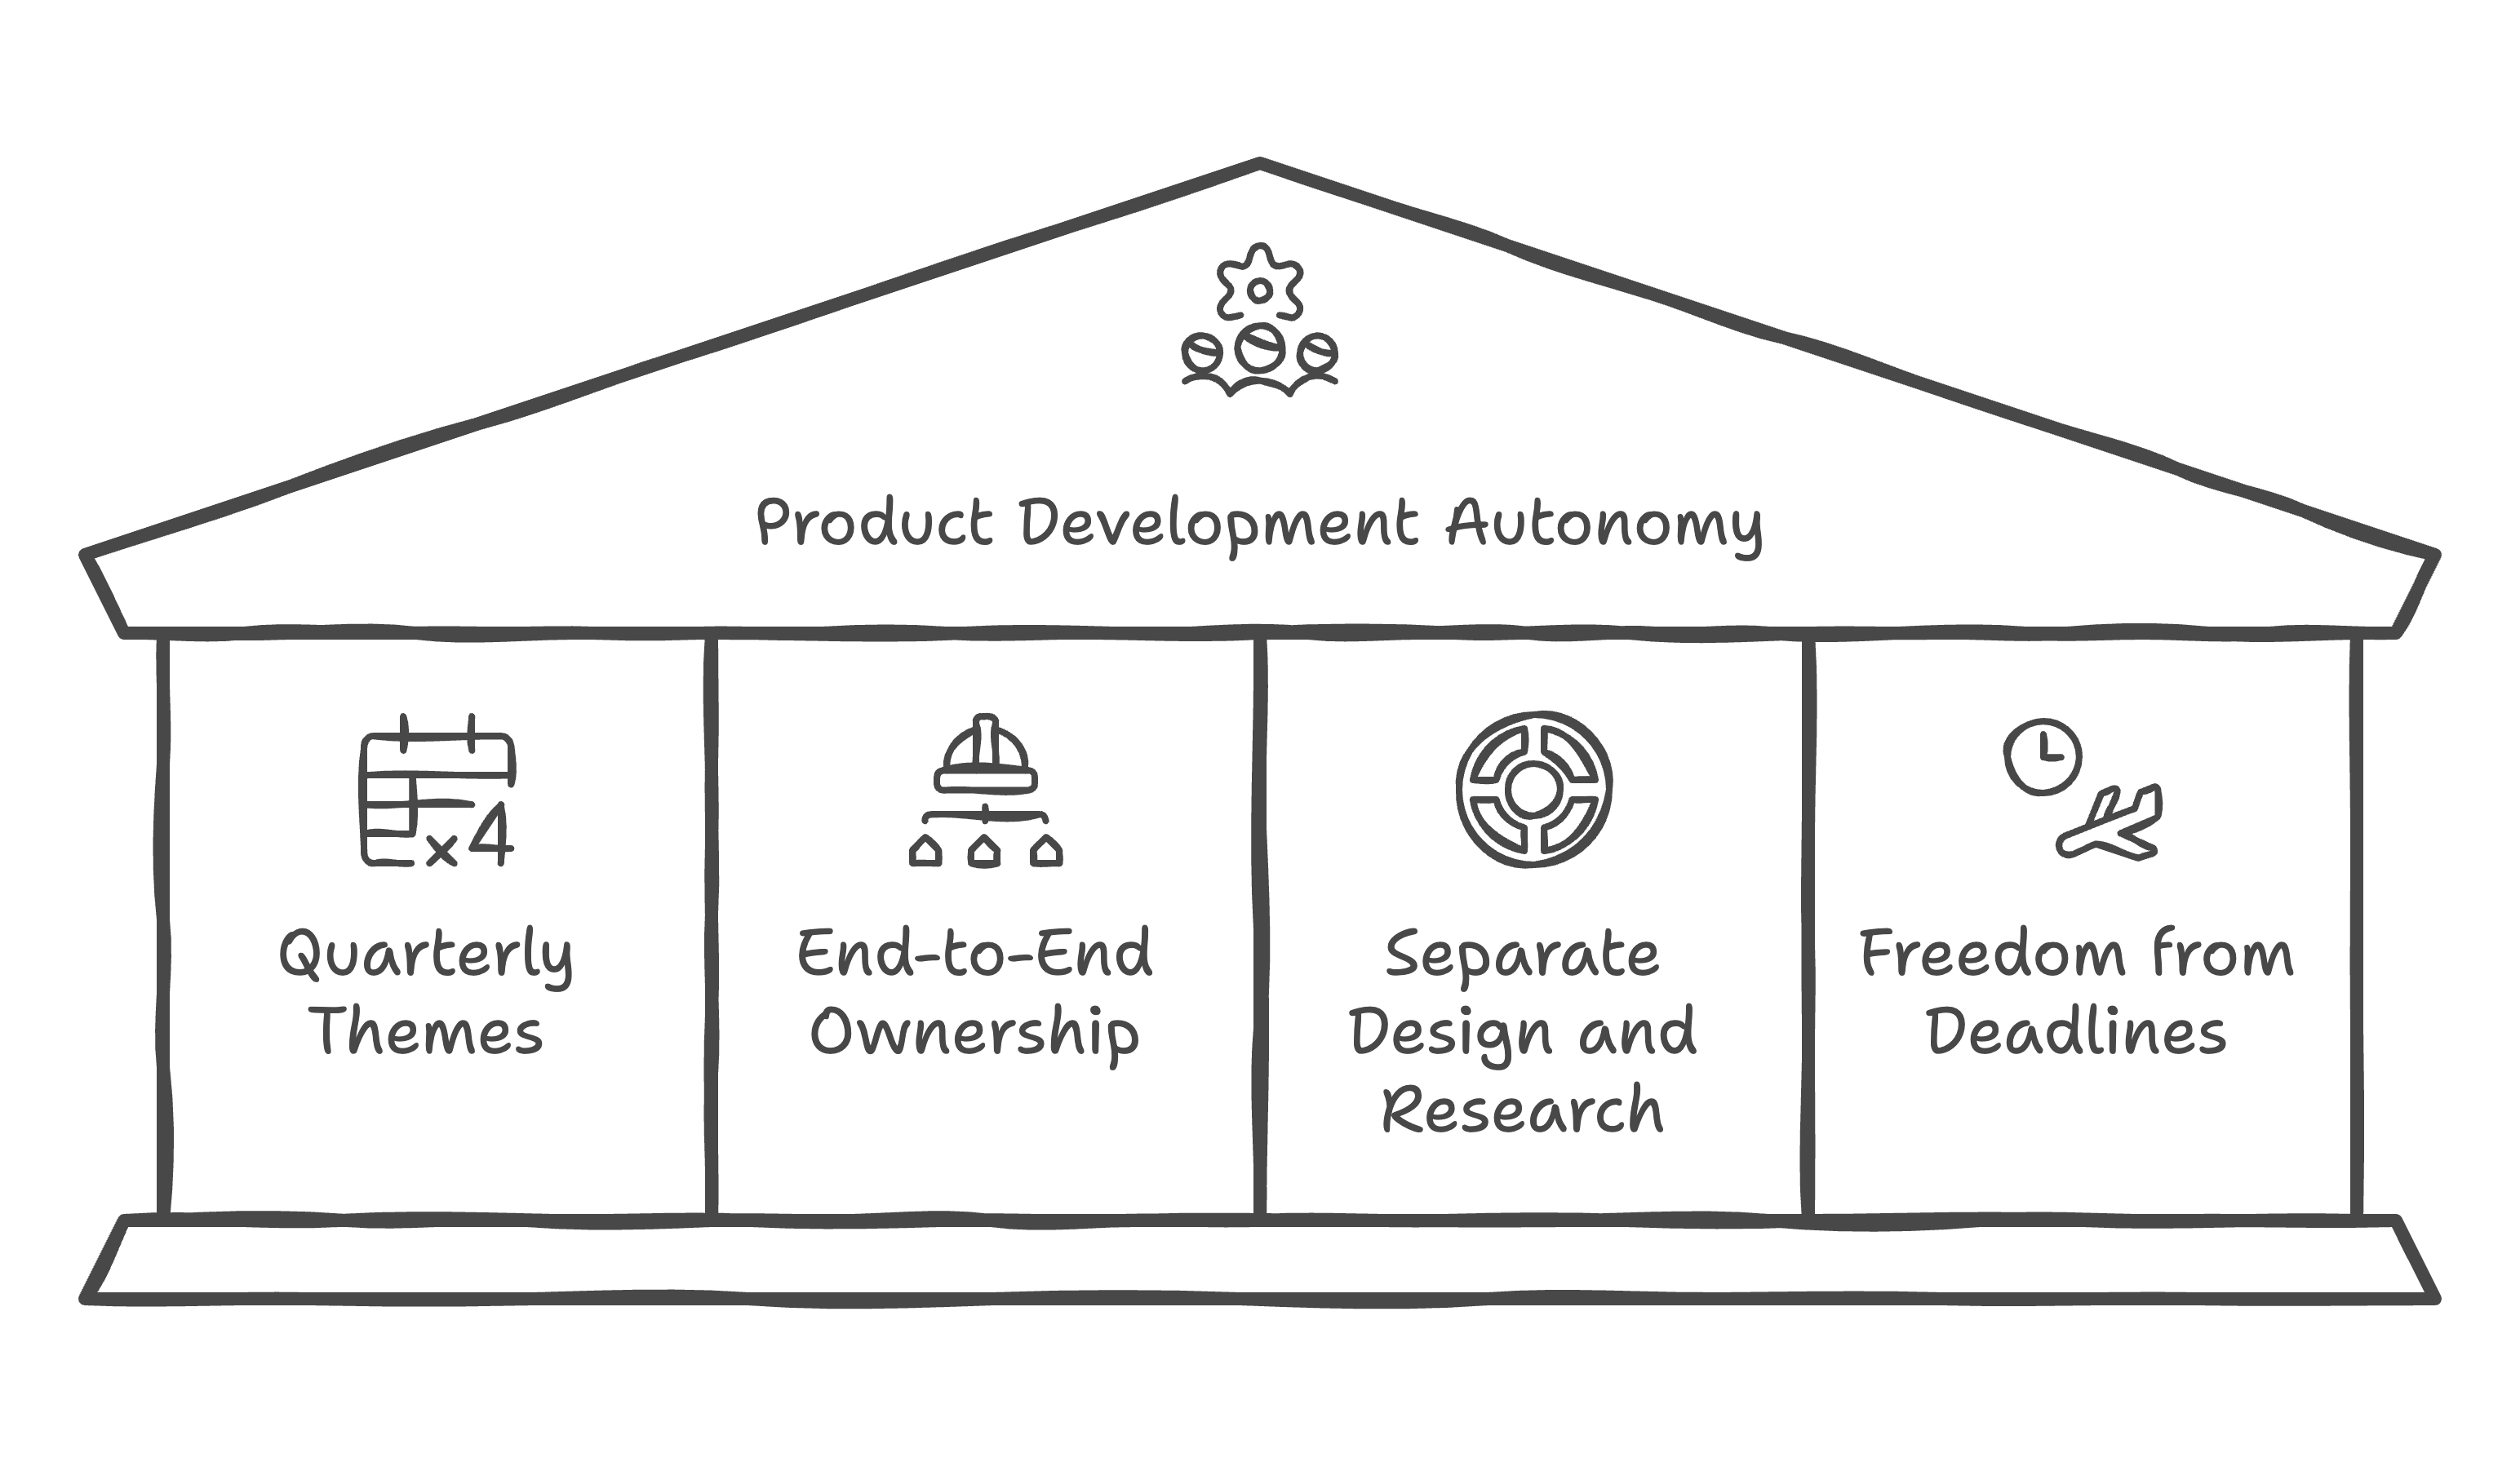 Product Development Autonomy
x4
Quarterly
Themes
End-to-End
Ownership
Separate
Design and
Research
Freedom from
Deadlines